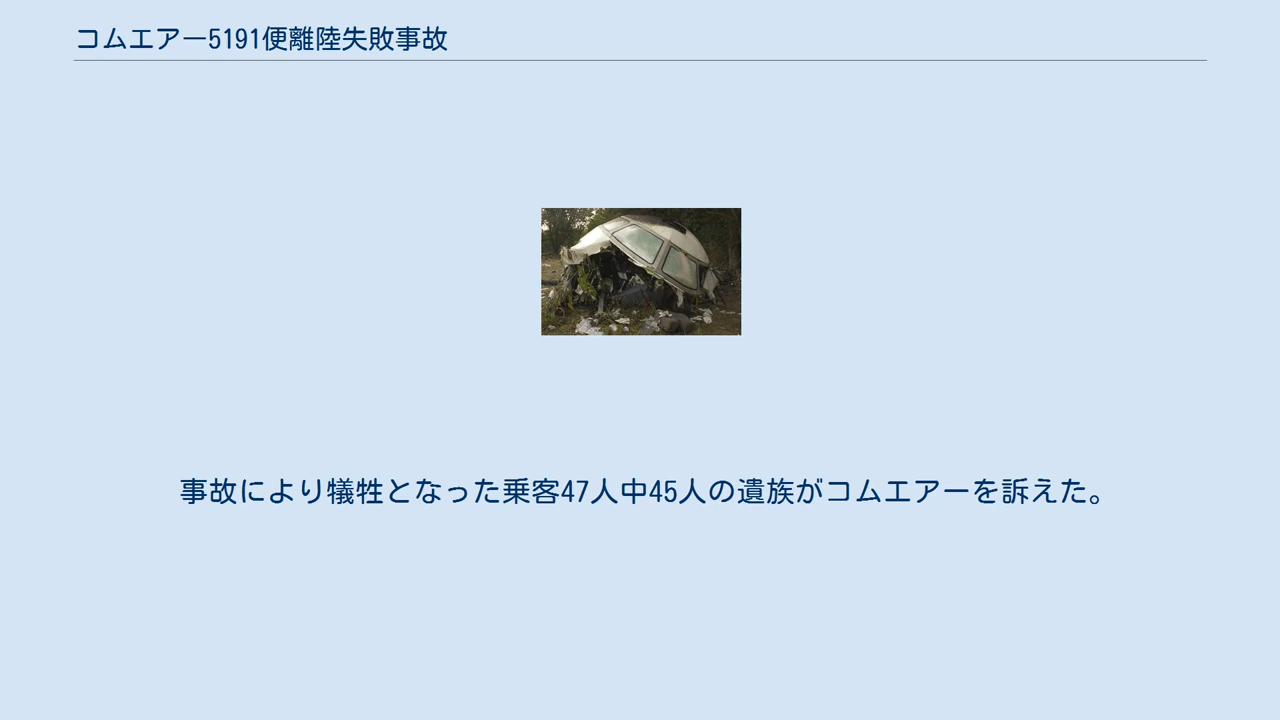 コムエアー5191便離陸失敗事故
事故により犠牲となった乗客47人中45人の遺族がコムエアーを訴えた。